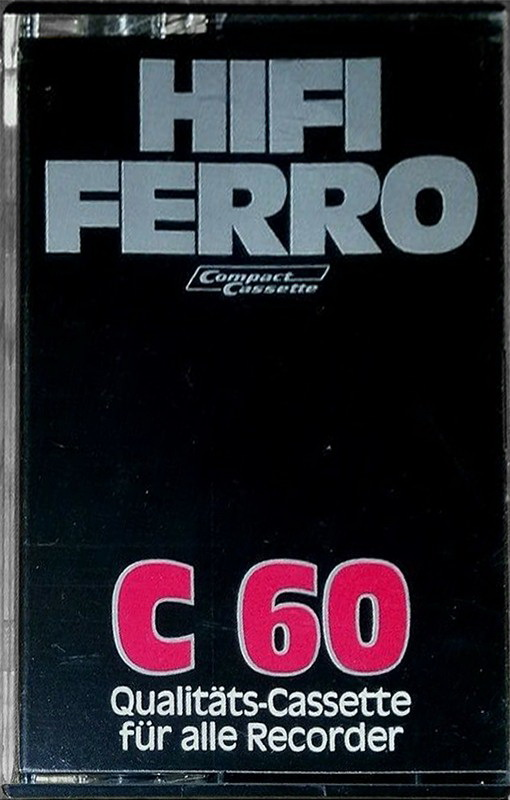 HIFI
FERRO
Compact
Cassette
C 60
Qualitäts-Cassette
für alle Recorder